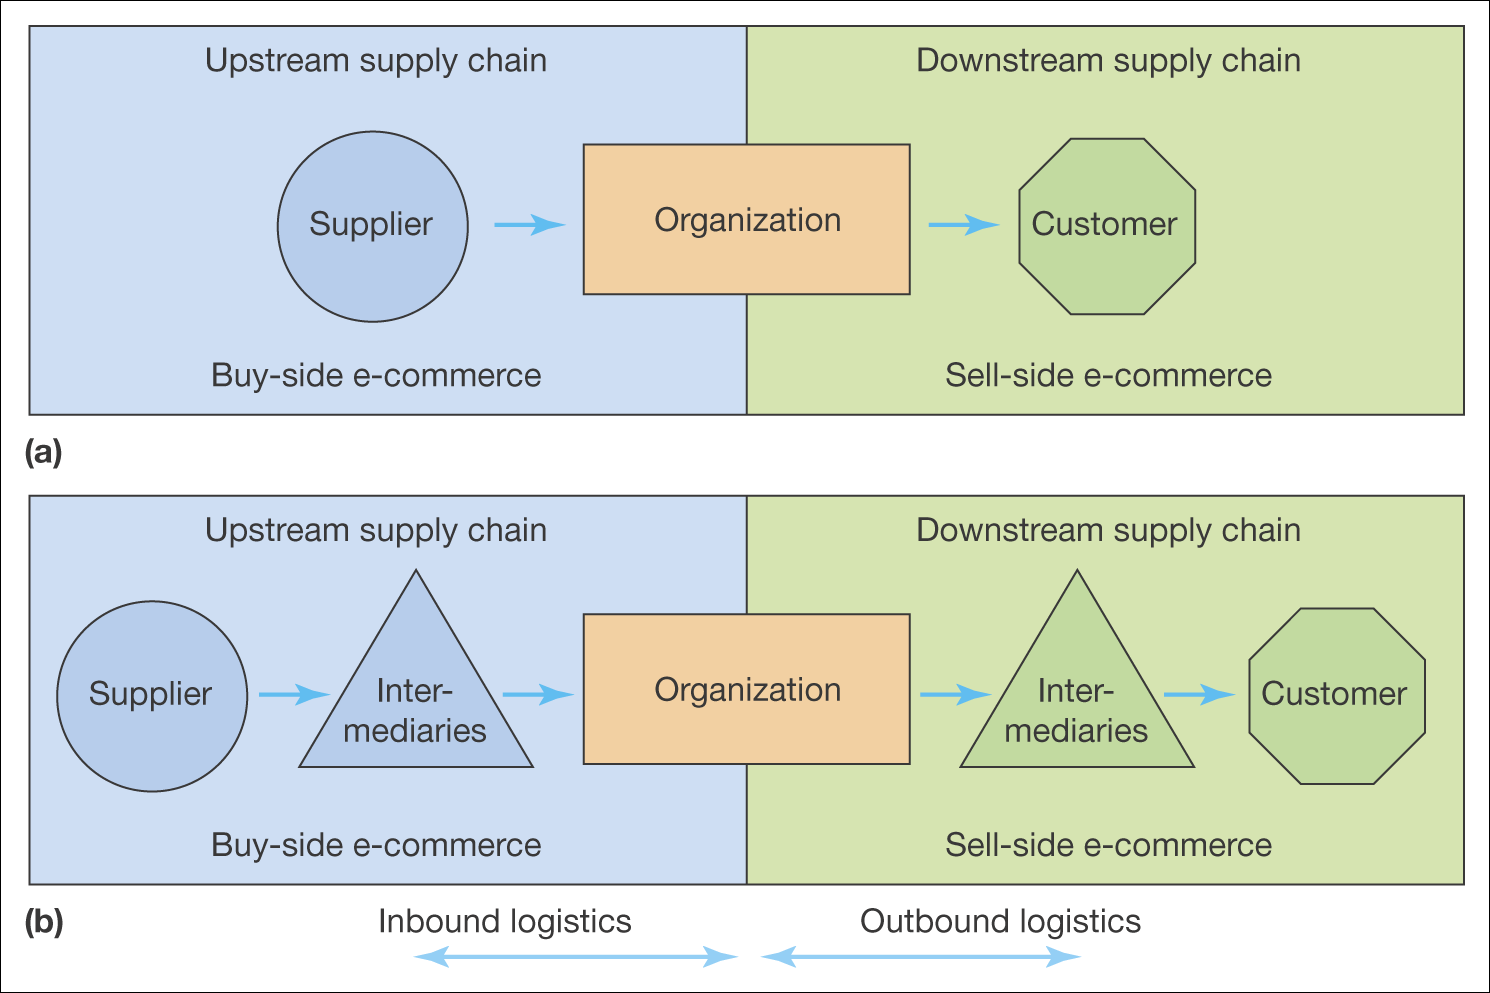 Upstream supply chain
Downstream supply chain
Supplier
Organization
Customer
Buy-side e-commerce
Sell-side e-commerce
(a)
Upstream supply chain
Downstream supply chain
Supplier
Inter-
mediaries
Organization
Inter-
mediaries
Customer
Buy-side e-commerce
Sell-side e-commerce
(b)
Inbound logistics
Outbound logistics